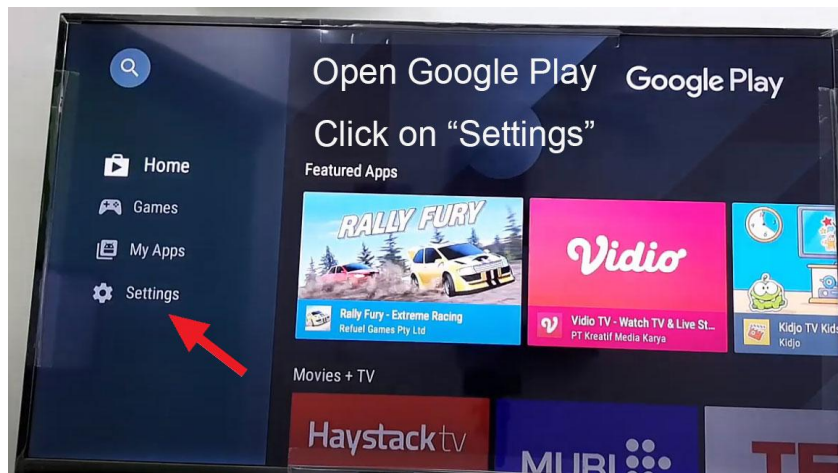 Open Google Play
Google Play
Click on “Settings”
Home
Games
My Apps
Settings
Featured Apps
RALLY FURY
Vidio
Rally Fury - Extreme Racing
Refuel Games Pty Ltd
Vidio TV - Watch TV & Live St...
PT Kreatif Media Karya
Kidjo TV Kids
Kidjo
Movies + TV
Haystack tv
MUBI